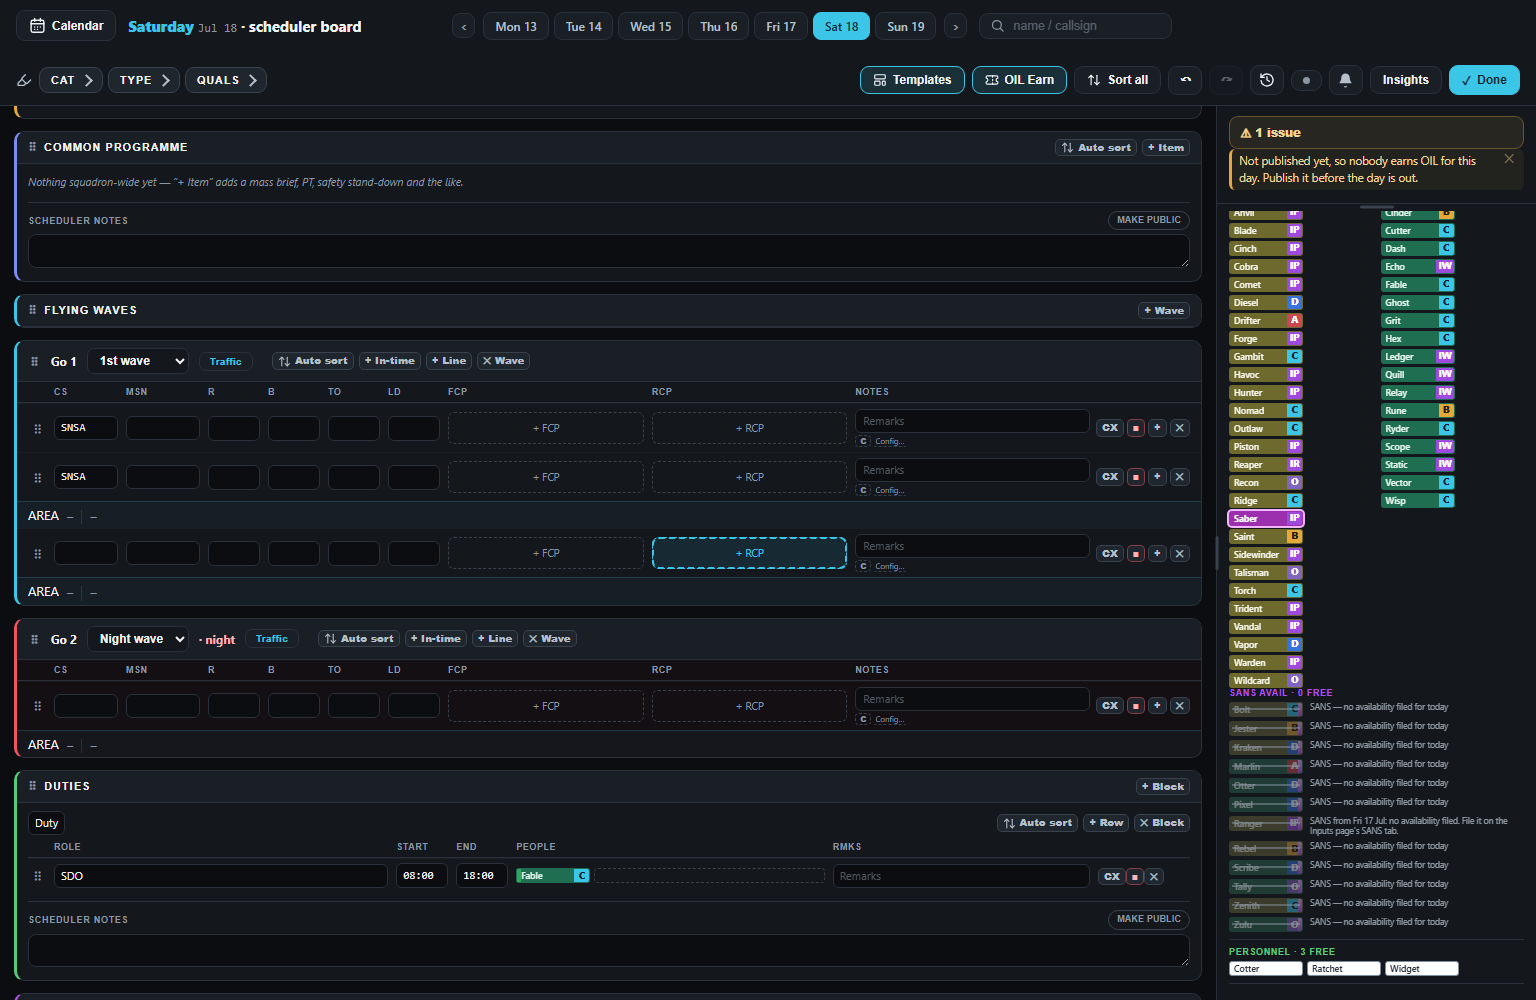 Calendar
Saturday Jul 18 · scheduler board
‹ Mon 13 Tue 14 Wed 15 Thu 16 Fri 17 Sat 18 Sun 19 ›
name / callsign
CAT TYPE QUALS
Templates OIL Earn Sort all Insights ✓ Done
⚠ 1 issue
Not published yet, so nobody earns OIL for this
day. Publish it before the day is out.
COMMON PROGRAMME
Auto sort + Item
Nothing squadron-wide yet — "+ Item" adds a mass brief, PT, safety stand-down and the like.
SCHEDULER NOTES MAKE PUBLIC
FLYING WAVES + Wave
Go 1 1st wave Traffic Auto sort + In-time + Line ✕ Wave
CS MSN R B TO LD FCP RCP NOTES
SNSA + FCP + RCP Remarks CX ■ + ✕
C Config...
SNSA + FCP + RCP Remarks CX ■ + ✕
C Config...
AREA – –
+ FCP + RCP Remarks CX ■ + ✕
C Config...
AREA – –
Go 2 Night wave · night Traffic Auto sort + In-time + Line ✕ Wave
CS MSN R B TO LD FCP RCP NOTES
+ FCP + RCP Remarks CX ■ + ✕
C Config...
AREA – –
DUTIES + Block
Duty Auto sort + Row ✕ Block
ROLE START END PEOPLE RMKS
SDO 08:00 18:00 Fable C Remarks CX ■ ✕
SCHEDULER NOTES MAKE PUBLIC
Anvil IP Cinder B
Blade IP Cutter C
Cinch IP Dash C
Cobra IP Echo IW
Comet IP Fable C
Diesel D Ghost C
Drifter A Grit C
Forge IP Hex C
Gambit C Ledger IW
Havoc IP Quill IW
Hunter IP Relay IW
Nomad C Rune B
Outlaw C Ryder C
Piston IP Scope IW
Reaper IR Static IW
Recon O Vector C
Ridge C Wisp C
Saber IP
Saint B
Sidewinder IP
Talisman O
Torch C
Trident IP
Vandal IP
Vapor D
Warden IP
Wildcard O
SANS AVAIL · 0 FREE
Bolt C SANS — no availability filed for today
Jester B SANS — no availability filed for today
Kraken D SANS — no availability filed for today
Marlin A SANS — no availability filed for today
Otter D SANS — no availability filed for today
Pixel D SANS — no availability filed for today
Ranger IP SANS from Fri 17 Jul: no availability filed. File it on the
Inputs page's SANS tab.
Rebel B SANS — no availability filed for today
Scribe D SANS — no availability filed for today
Tally O SANS — no availability filed for today
Zenith C SANS — no availability filed for today
Zulu O SANS — no availability filed for today
PERSONNEL · 3 FREE
Cotter Ratchet Widget